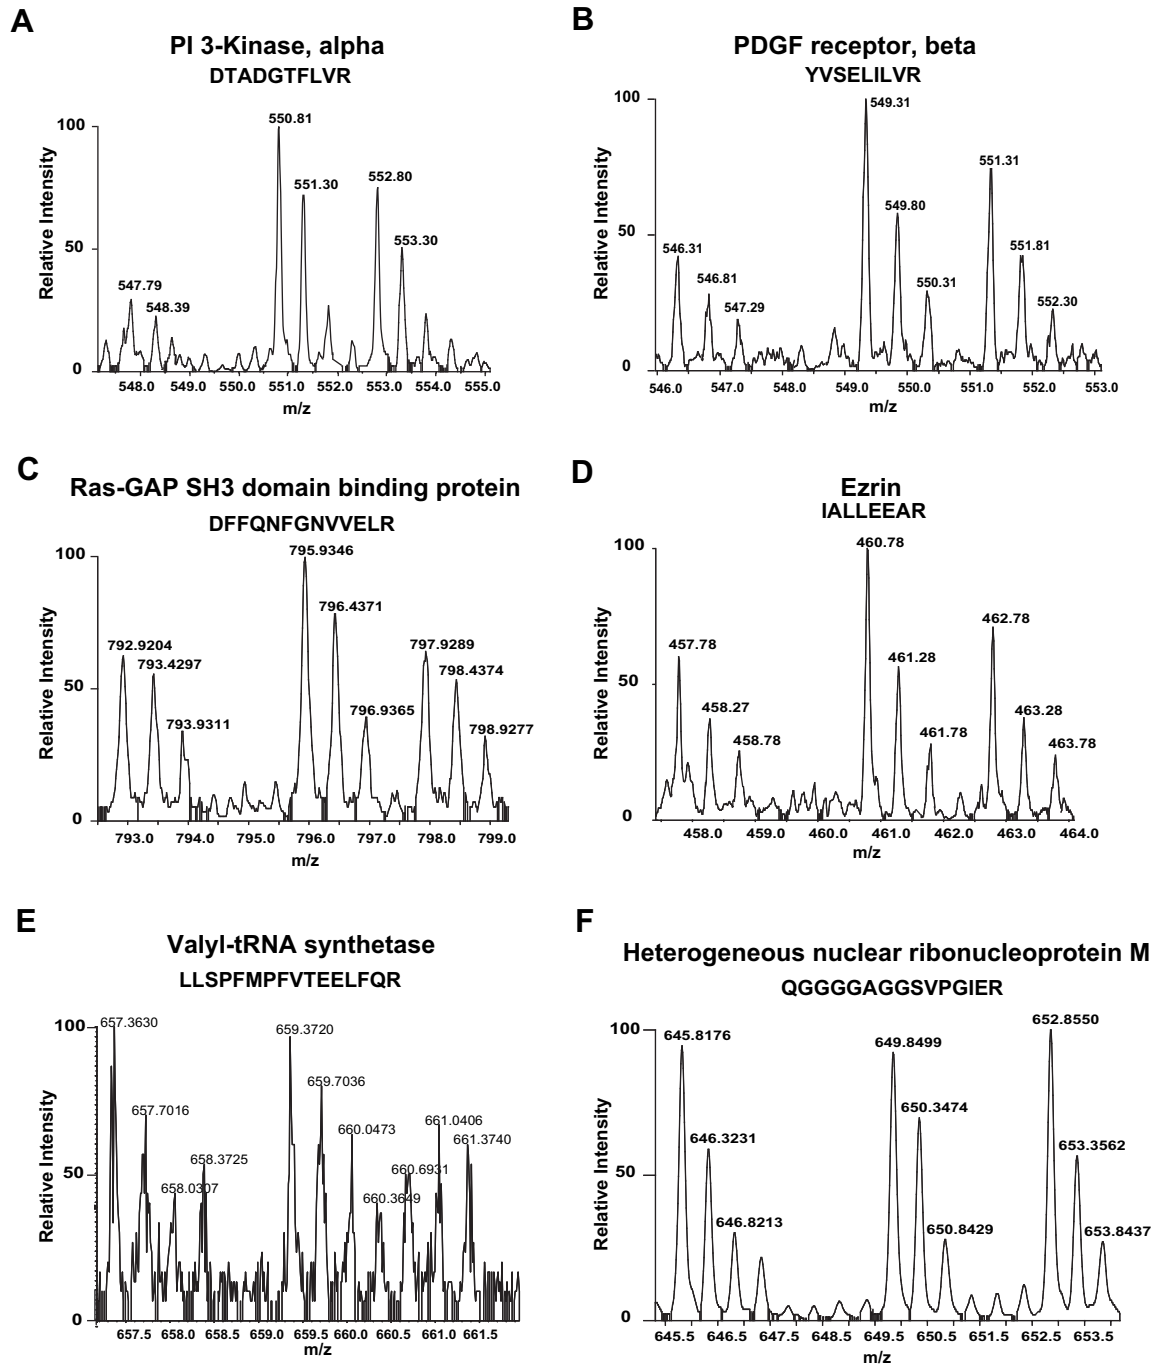 A
PI 3-Kinase, alpha
DTADGTFLVR
Relative Intensity
100
50
0
547.79
548.39
550.81
551.30
552.80
553.30
548.0 549.0 550.0 551.0 552.0 553.0 554.0 555.0
m/z
B
PDGF receptor, beta
YVSELILVR
Relative Intensity
100
50
0
546.31
546.81
547.29
549.31
549.80
550.31
551.31
551.81
552.30
546.0 547.0 548.0 549.0 550.0 551.0 552.0 553.0
m/z
C
Ras-GAP SH3 domain binding protein
DFFQNFGNVVELR
Relative Intensity
100
50
0
792.9204
793.4297
793.9311
795.9346
796.4371
796.9365
797.9289
798.4374
798.9277
793.0 794.0 795.0 796.0 797.0 798.0 799.0
m/z
D
Ezrin
IALLEEAR
Relative Intensity
100
50
0
457.78
458.27
458.78
460.78
461.28
461.78
462.78
463.28
463.78
458.0 459.0 460.0 461.0 462.0 463.0 464.0
m/z
E
Valyl-tRNA synthetase
LLSPFMPFVTEELFQR
Relative Intensity
100
50
0
657.3630
657.7016
658.0307
658.3725
659.3720
659.7036
660.0473
660.3649
660.6931
661.0406
661.3740
657.5 658.0 658.5 659.0 659.5 660.0 660.5 661.0 661.5
m/z
F
Heterogeneous nuclear ribonucleoprotein M
QGGGGAGGSVPGIER
Relative Intensity
100
50
0
645.8176
646.3231
646.8213
649.8499
650.3474
650.8429
652.8550
653.3562
653.8437
645.5 646.5 647.5 648.5 649.5 650.5 651.5 652.5 653.5
m/z